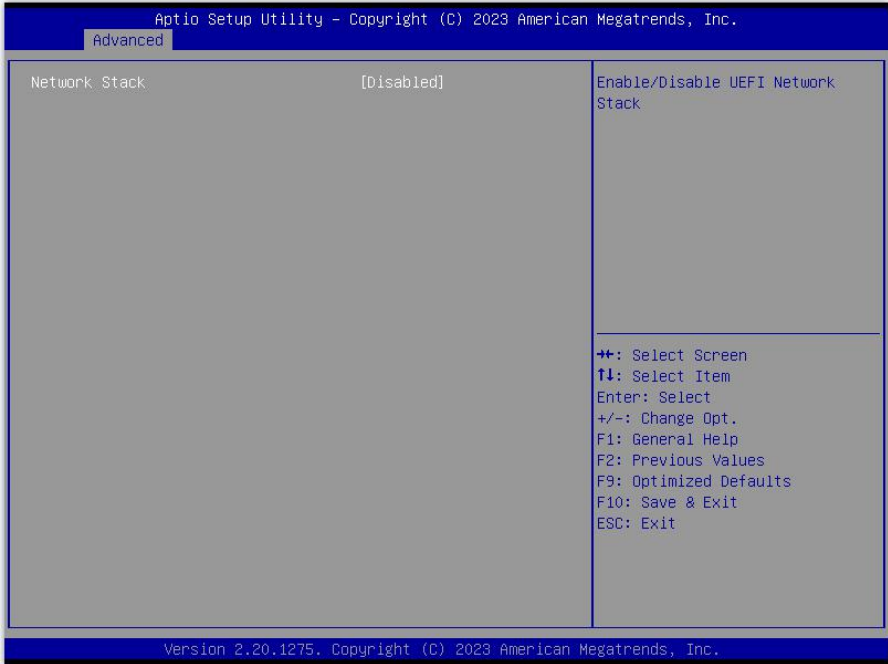 Aptio Setup Utility – Copyright (C) 2023 American Megatrends, Inc.
Advanced
Network Stack [Disabled]
Enable/Disable UEFI Network
Stack
→←: Select Screen
↑↓: Select Item
Enter: Select
+/-: Change Opt.
F1: General Help
F2: Previous Values
F9: Optimized Defaults
F10: Save & Exit
ESC: Exit
Version 2.20.1275. Copyright (C) 2023 American Megatrends, Inc.